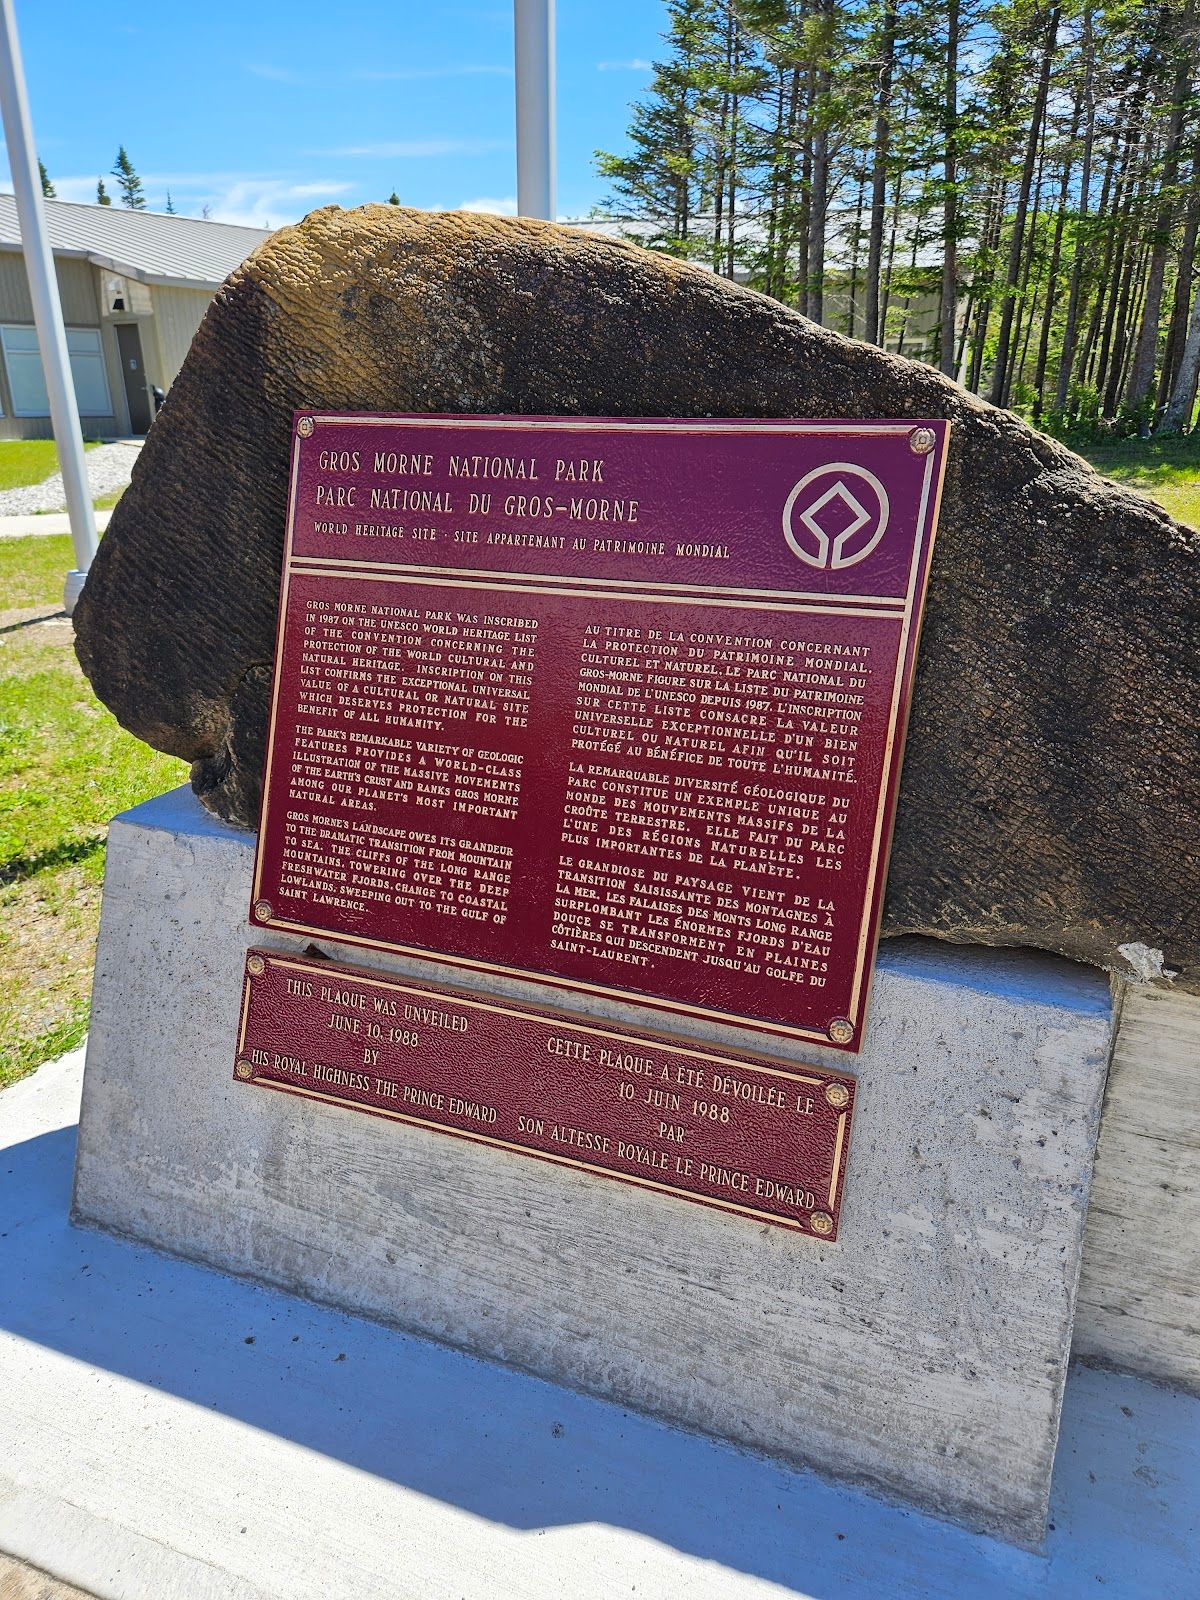 GROS MORNE NATIONAL PARK
PARC NATIONAL DU GROS-MORNE
WORLD HERITAGE SITE · SITE APPARTENANT AU PATRIMOINE MONDIAL
GROS MORNE NATIONAL PARK WAS INSCRIBED
IN 1987 ON THE UNESCO WORLD HERITAGE LIST
OF THE CONVENTION CONCERNING THE
PROTECTION OF THE WORLD CULTURAL AND
NATURAL HERITAGE. INSCRIPTION ON THIS
LIST CONFIRMS THE EXCEPTIONAL UNIVERSAL
VALUE OF A CULTURAL OR NATURAL SITE
WHICH DESERVES PROTECTION FOR THE
BENEFIT OF ALL HUMANITY.
THE PARK'S REMARKABLE VARIETY OF GEOLOGIC
FEATURES PROVIDES A WORLD-CLASS
ILLUSTRATION OF THE MASSIVE MOVEMENTS
OF THE EARTH'S CRUST AND RANKS GROS MORNE
AMONG OUR PLANET'S MOST IMPORTANT
NATURAL AREAS.
GROS MORNE'S LANDSCAPE OWES ITS GRANDEUR
TO THE DRAMATIC TRANSITION FROM MOUNTAIN
TO SEA. THE CLIFFS OF THE LONG RANGE
MOUNTAINS, TOWERING OVER THE DEEP
FRESHWATER FJORDS, CHANGE TO COASTAL
LOWLANDS, SWEEPING OUT TO THE GULF OF
SAINT LAWRENCE.
AU TITRE DE LA CONVENTION CONCERNANT
LA PROTECTION DU PATRIMOINE MONDIAL,
CULTUREL ET NATUREL, LE PARC NATIONAL DU
GROS-MORNE FIGURE SUR LA LISTE DU PATRIMOINE
MONDIAL DE L'UNESCO DEPUIS 1987. L'INSCRIPTION
SUR CETTE LISTE CONSACRE LA VALEUR
UNIVERSELLE EXCEPTIONNELLE D'UN BIEN
CULTUREL OU NATUREL AFIN QU'IL SOIT
PROTÉGÉ AU BÉNÉFICE DE TOUTE L'HUMANITÉ.
LA REMARQUABLE DIVERSITÉ GÉOLOGIQUE DU
PARC CONSTITUE UN EXEMPLE UNIQUE AU
MONDE DES MOUVEMENTS MASSIFS DE LA
CROÛTE TERRESTRE. ELLE FAIT DU PARC
L'UNE DES RÉGIONS NATURELLES LES
PLUS IMPORTANTES DE LA PLANÈTE.
LE GRANDIOSE DU PAYSAGE VIENT DE LA
TRANSITION SAISISSANTE DES MONTAGNES À
LA MER. LES FALAISES DES MONTS LONG RANGE
SURPLOMBANT LES ÉNORMES FJORDS D'EAU
DOUCE SE TRANSFORMENT EN PLAINES
CÔTIÈRES QUI DESCENDENT JUSQU'AU GOLFE DU
SAINT-LAURENT.
THIS PLAQUE WAS UNVEILED
JUNE 10, 1988
BY
HIS ROYAL HIGHNESS THE PRINCE EDWARD
CETTE PLAQUE A ÉTÉ DÉVOILÉE LE
10 JUIN 1988
PAR
SON ALTESSE ROYALE LE PRINCE EDWARD